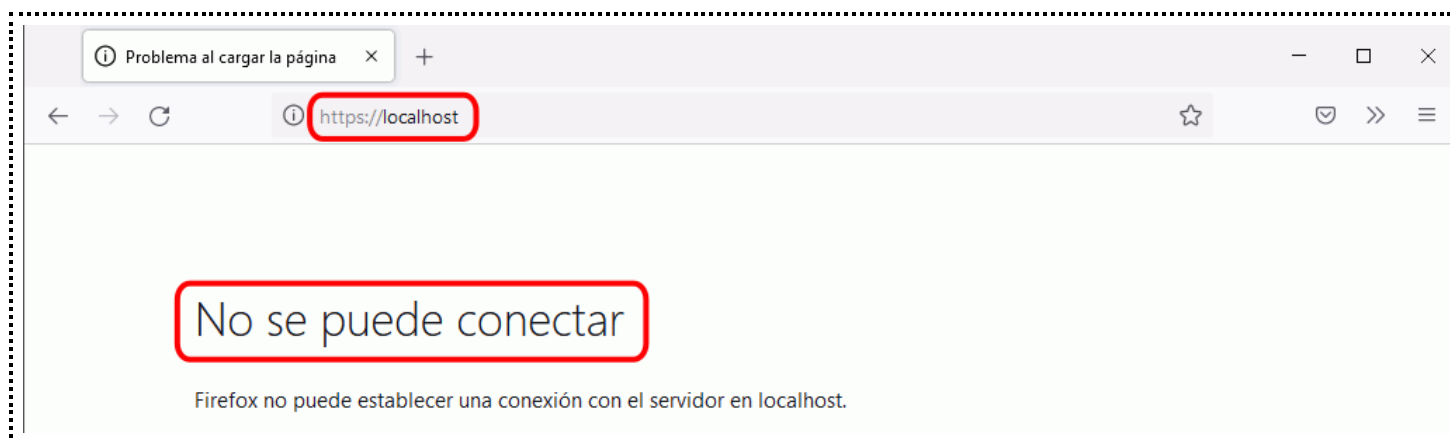 Problema al cargar la página
https://localhost
No se puede conectar
Firefox no puede establecer una conexión con el servidor en localhost.